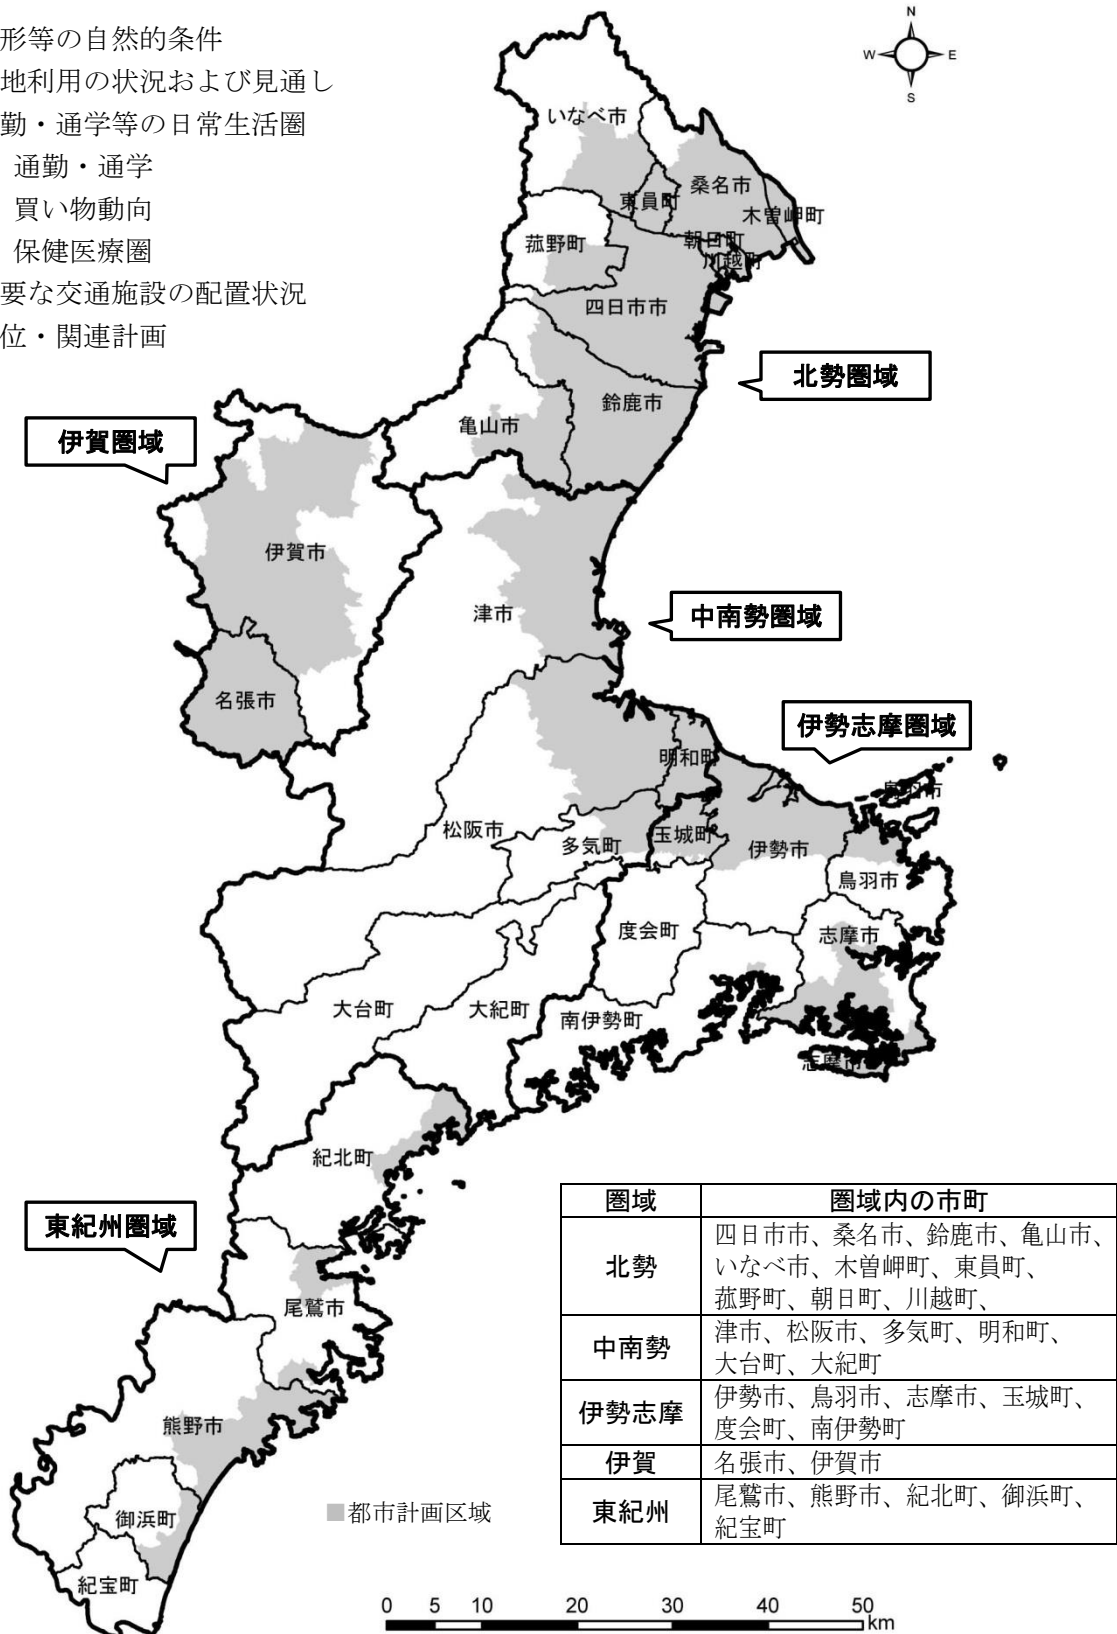 形等の自然的条件
地利用の状況および見通し
勤・通学等の日常生活圏
通勤・通学
買い物動向
保健医療圏
要な交通施設の配置状況
位・関連計画
N
W
E
S
いなべ市
桑名市
東員町
木曽岬町
菰野町
朝日町
川越町
四日市市
北勢圏域
鈴鹿市
亀山市
伊賀圏域
伊賀市
津市
中南勢圏域
名張市
伊勢志摩圏域
明和町
鳥羽市
松阪市
多気町
玉城町
伊勢市
鳥羽市
度会町
志摩市
大台町
大紀町
南伊勢町
志摩市
紀北町
東紀州圏域
尾鷲市
熊野市
御浜町
紀宝町
圏域
圏域内の市町
北勢
四日市市、桑名市、鈴鹿市、亀山市、
いなべ市、木曽岬町、東員町、
菰野町、朝日町、川越町、
中南勢
津市、松阪市、多気町、明和町、
大台町、大紀町
伊勢志摩
伊勢市、鳥羽市、志摩市、玉城町、
度会町、南伊勢町
伊賀
名張市、伊賀市
東紀州
尾鷲市、熊野市、紀北町、御浜町、
紀宝町
都市計画区域
0 5 10 20 30 40 50
km